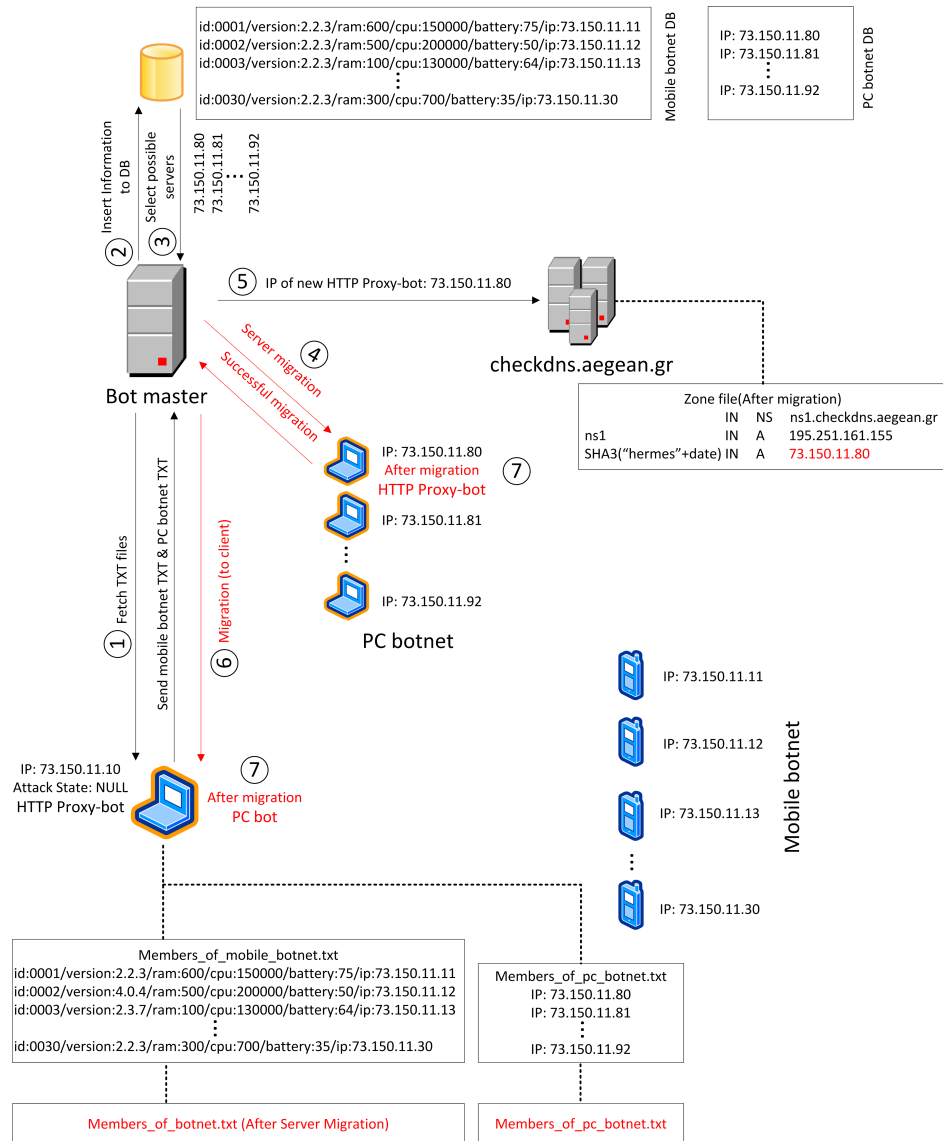 id:0001/version:2.2.3/ram:600/cpu:150000/battery:75/ip:73.150.11.11
id:0002/version:2.2.3/ram:500/cpu:200000/battery:50/ip:73.150.11.12
id:0003/version:2.2.3/ram:100/cpu:130000/battery:64/ip:73.150.11.13
id:0030/version:2.2.3/ram:300/cpu:700/battery:35/ip:73.150.11.30
Mobile botnet DB
IP: 73.150.11.80
IP: 73.150.11.81
IP: 73.150.11.92
PC botnet DB
Insert Information
to DB
2
Select possible
servers
3
73.150.11.80
73.150.11.81
73.150.11.92
5 IP of new HTTP Proxy-bot: 73.150.11.80
checkdns.aegean.gr
Bot master
Server migration
4
Successful migration
Zone file(After migration)
IN NS ns1.checkdns.aegean.gr
ns1 IN A 195.251.161.155
SHA3("hermes"+date) IN A 73.150.11.80
IP: 73.150.11.80
After migration
HTTP Proxy-bot
7
IP: 73.150.11.81
IP: 73.150.11.92
PC botnet
1 Fetch TXT files
Send mobile botnet TXT & PC botnet TXT
6 Migration (to client)
IP: 73.150.11.11
IP: 73.150.11.12
IP: 73.150.11.13
IP: 73.150.11.30
Mobile botnet
IP: 73.150.11.10
Attack State: NULL
HTTP Proxy-bot
7
After migration
PC bot
Members_of_mobile_botnet.txt
id:0001/version:2.2.3/ram:600/cpu:150000/battery:75/ip:73.150.11.11
id:0002/version:4.0.4/ram:500/cpu:200000/battery:50/ip:73.150.11.12
id:0003/version:2.3.7/ram:100/cpu:130000/battery:64/ip:73.150.11.13
id:0030/version:2.2.3/ram:300/cpu:700/battery:35/ip:73.150.11.30
Members_of_pc_botnet.txt
IP: 73.150.11.80
IP: 73.150.11.81
IP: 73.150.11.92
Members_of_botnet.txt (After Server Migration)
Members_of_pc_botnet.txt